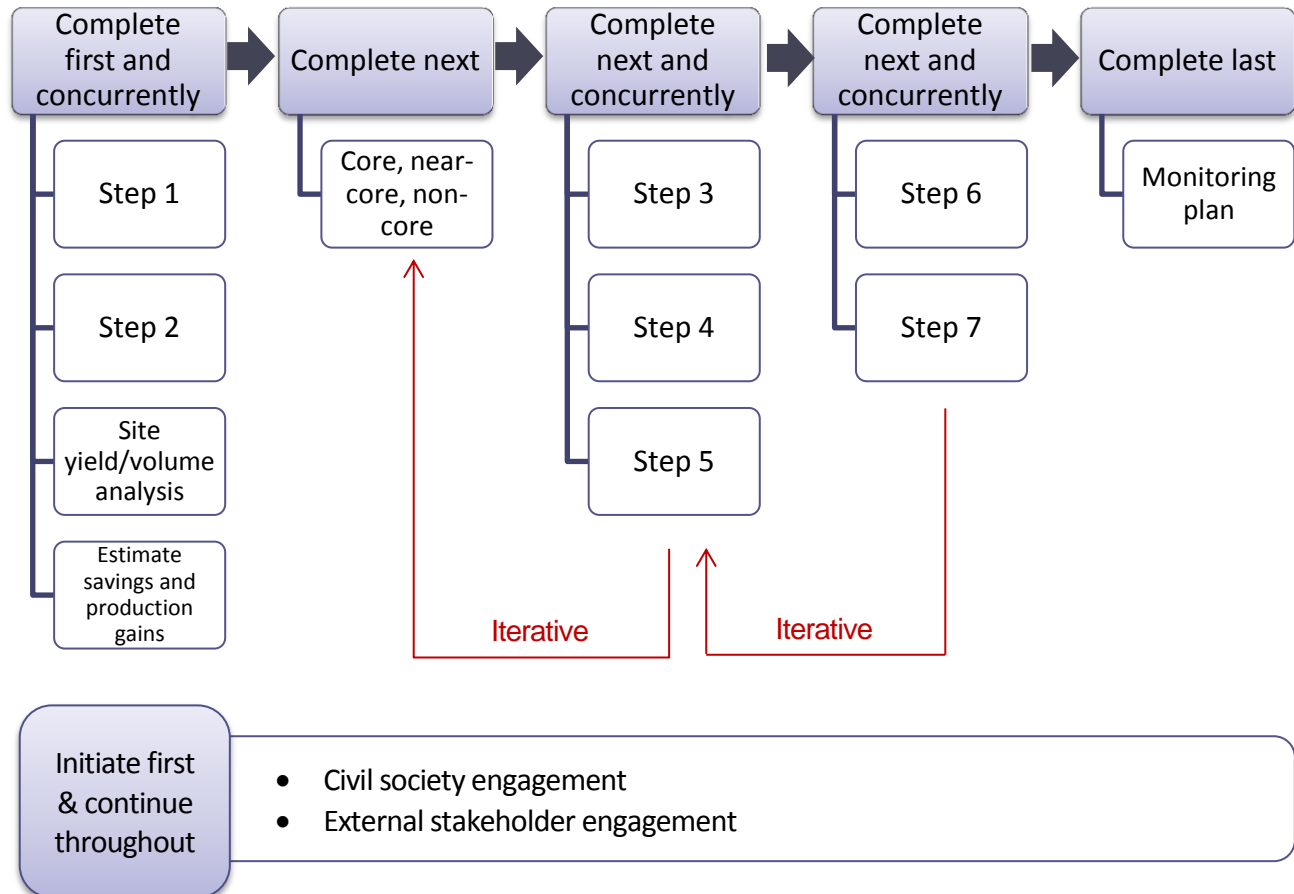 Complete
first and
concurrently
Complete next
Complete
next and
concurrently
Complete
next and
concurrently
Complete last
Step 1
Step 2
Site
yield/volume
analysis
Estimate
savings and
production
gains
Core, near-
core, non-
core
Step 3
Step 4
Step 5
Step 6
Step 7
Monitoring
plan
Iterative
Iterative
Initiate first
& continue
throughout
• Civil society engagement
• External stakeholder engagement